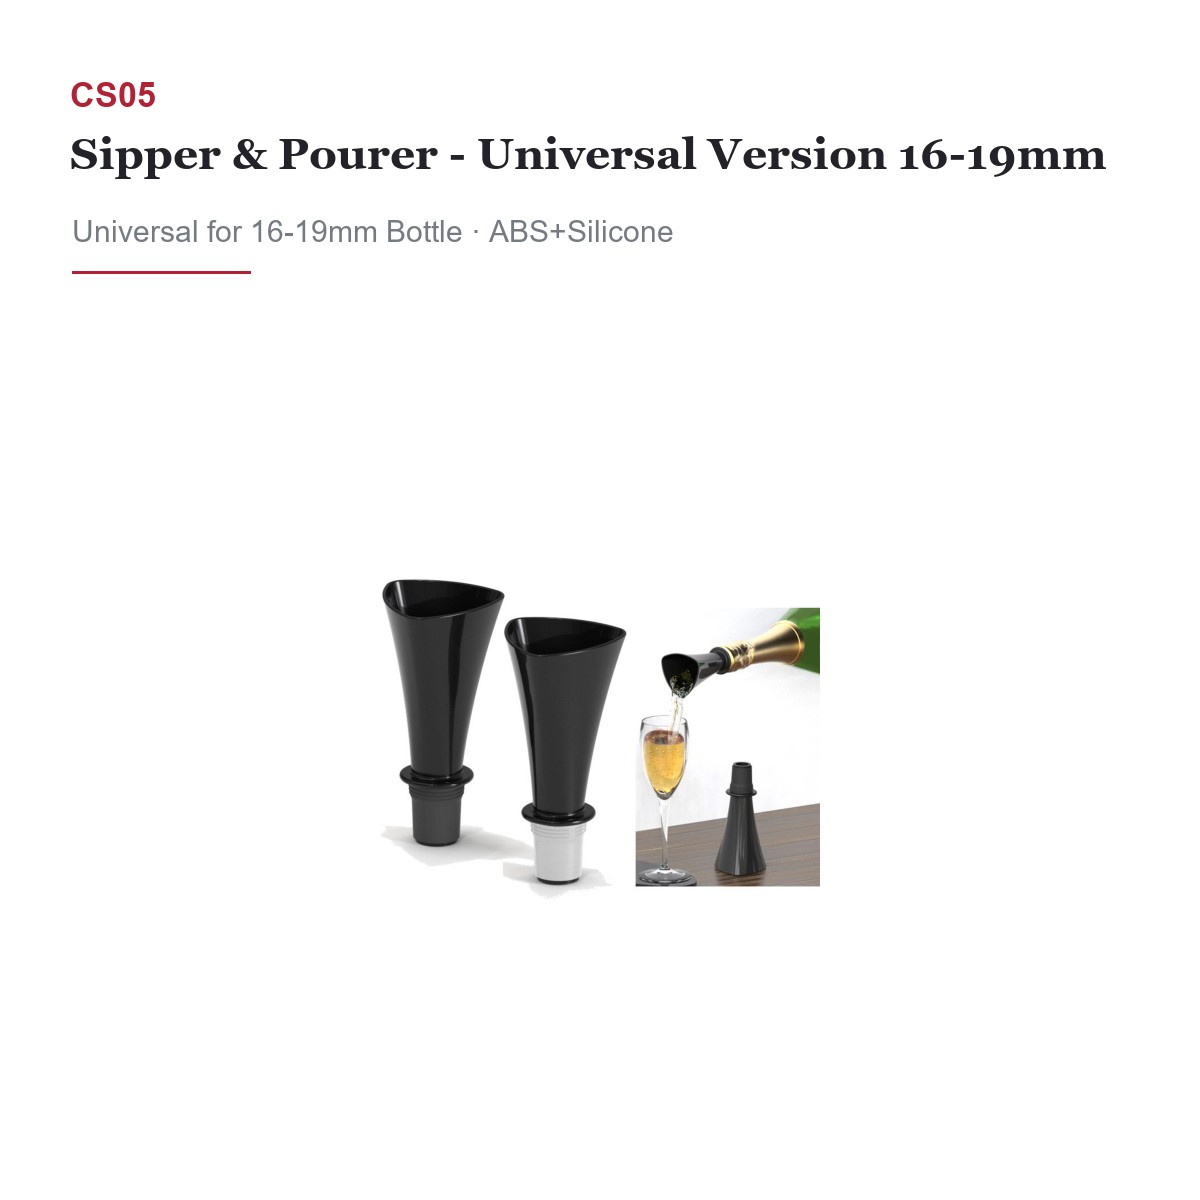 CS05
Sipper & Pourer - Universal Version 16-19mm
Universal for 16-19mm Bottle · ABS+Silicone